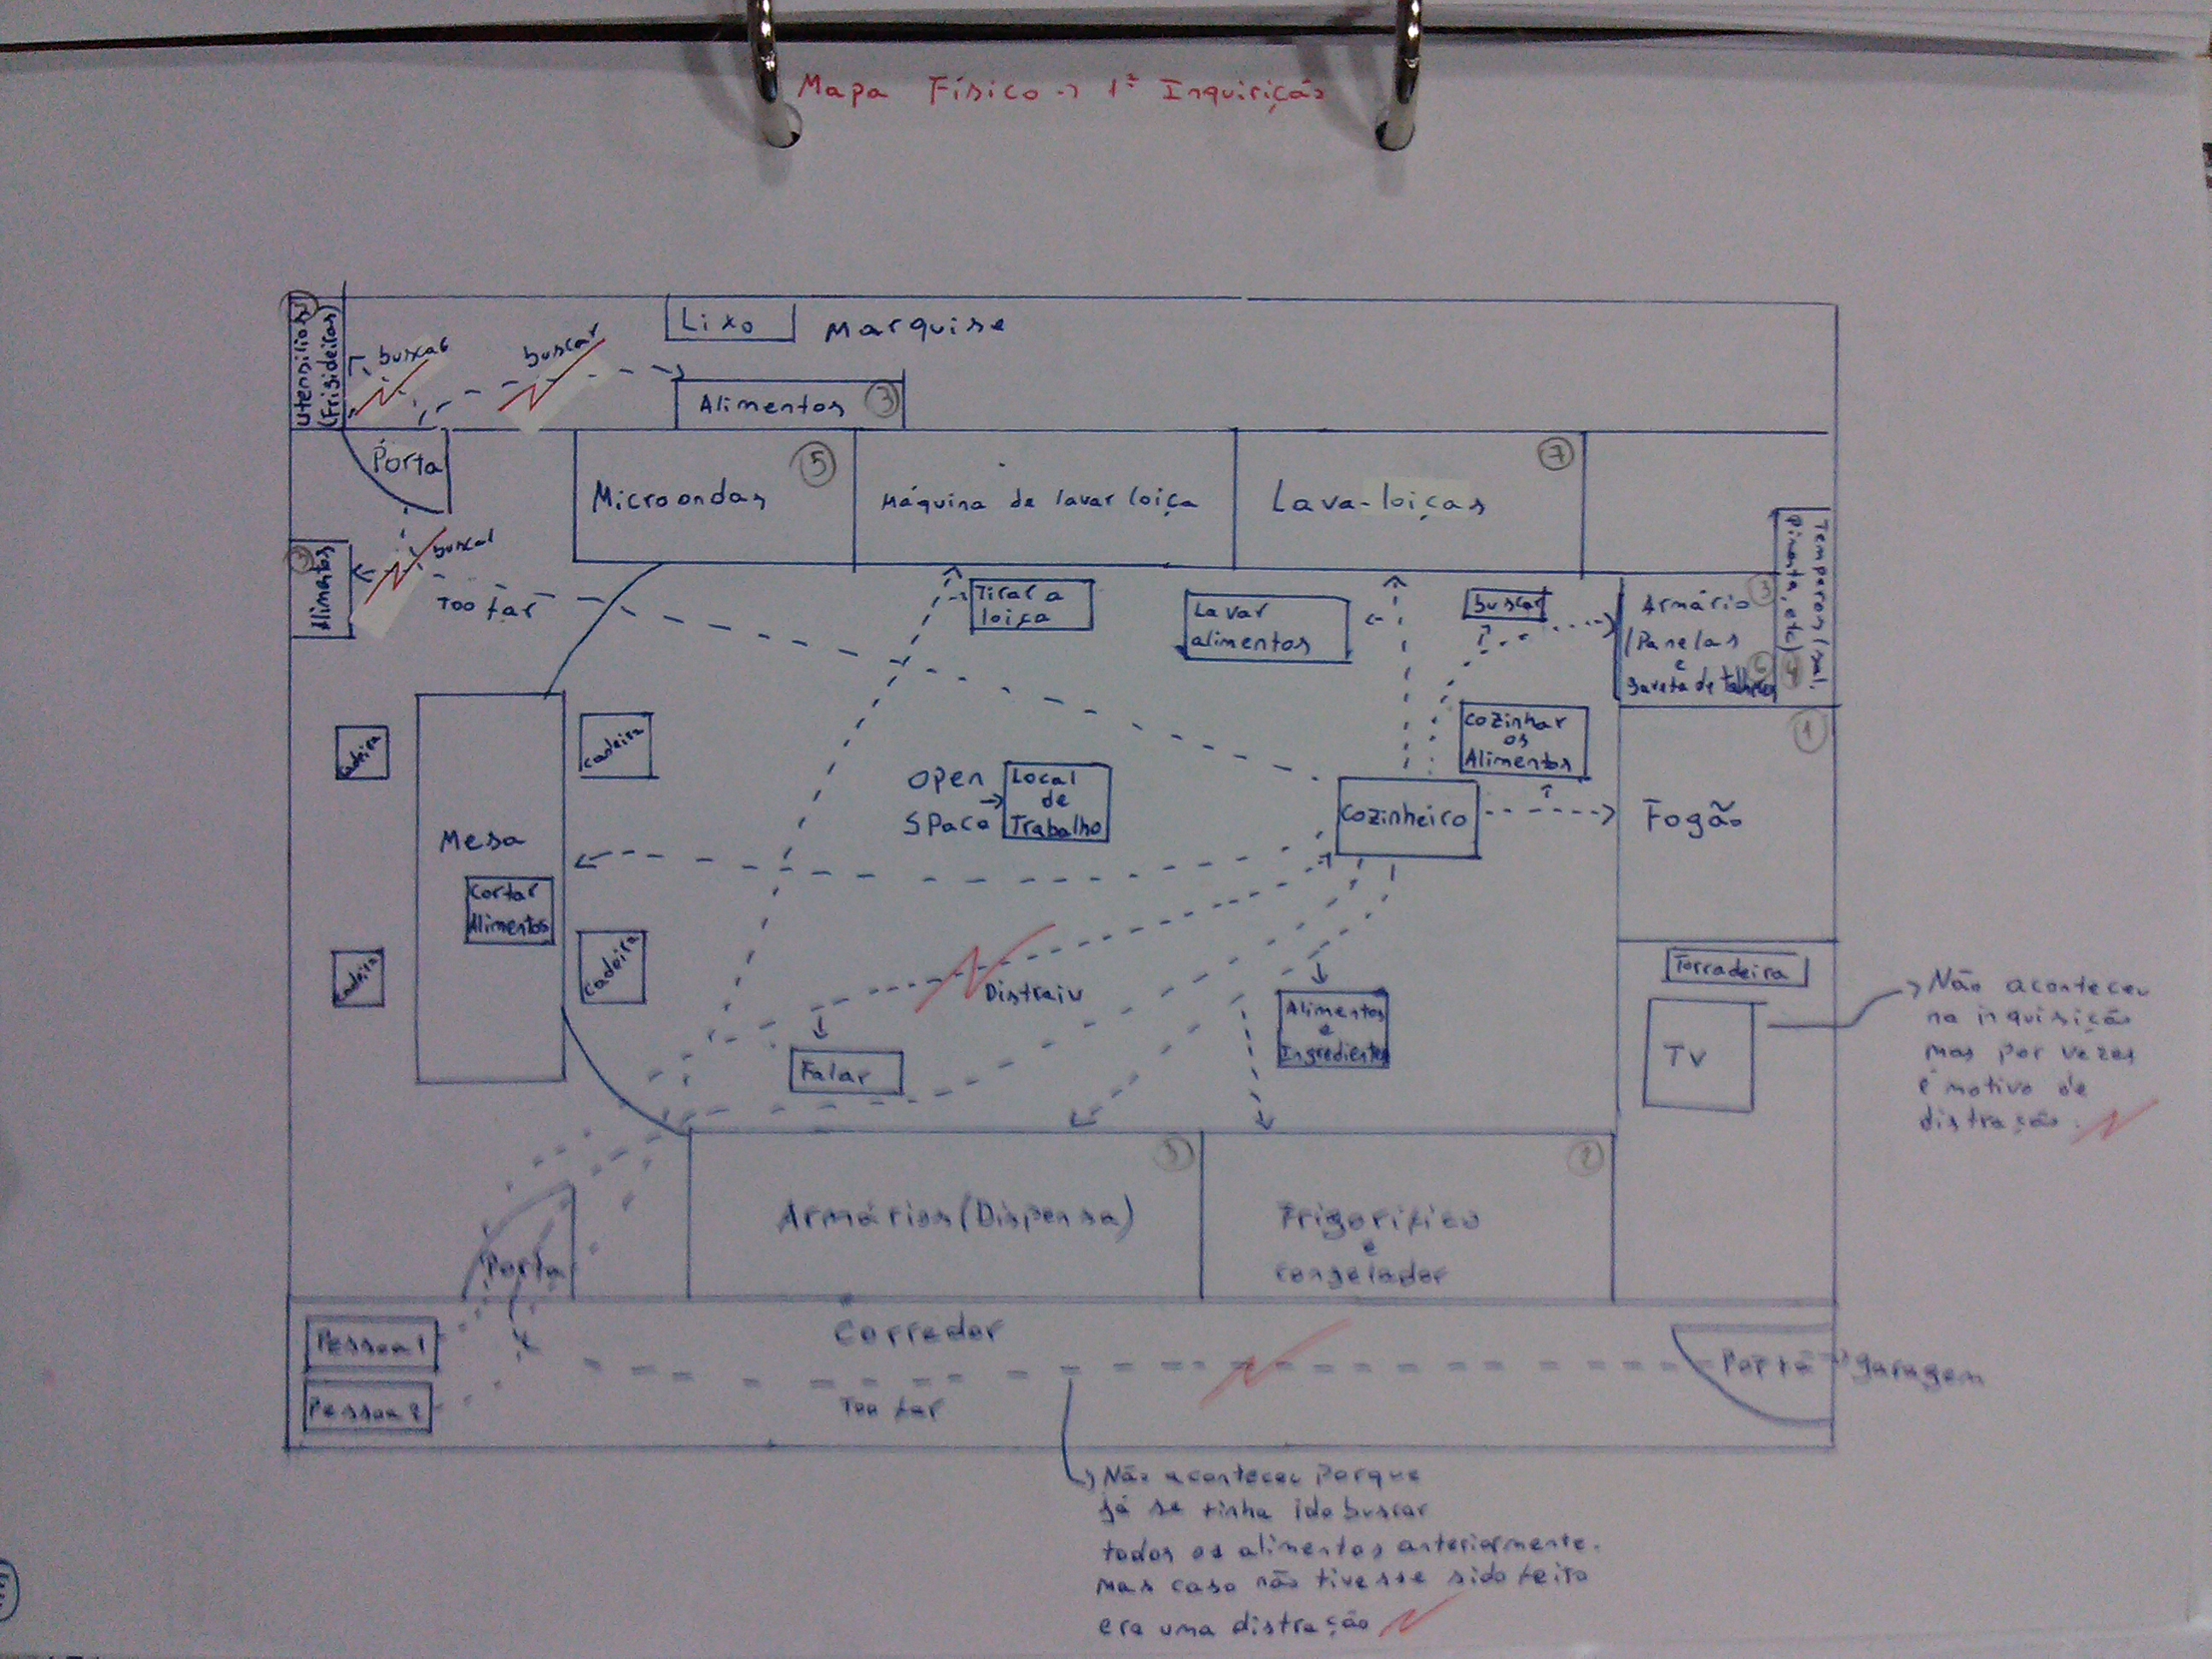 Mapa Físico → 1ª Inquirição
Lixo
Marquise
Utensilios
(Frisideiras)
buscar
buscar
Alimentos 3
Porta
Microondas 5
Máquina de lavar loiça
Lava-loiças 7
Temperos (sal,
pimenta, etc) 4
Alimentos
buscar
Too far
Tirar a
loiça
Lavar
alimentos
buscar
Armário 3
(Panelas
e
Gaveta de talheres 6
cadeira
cadeira
Cozinhar
os
Alimentos
1
Open
Space
Local
de
Trabalho
Cozinheiro
Fogão
Mesa
Cortar
Alimentos
cadeira
cadeira
Distraiu
Torradeira
TV
Não aconteceu
na inquisição
mas por vezes
é motivo de
distração.
Falar
Alimentos
e
Ingredientes
Armários (Dispensa) 3
Frigorifico 2
e
congelador
Porta
Pessoa 1
Pessoa 2
Corredor
Too far
Porta → garagem
Não aconteceu porque
já se tinha ido buscar
todos os alimentos anteriormente.
mas caso não tivesse sido feito
era uma distração